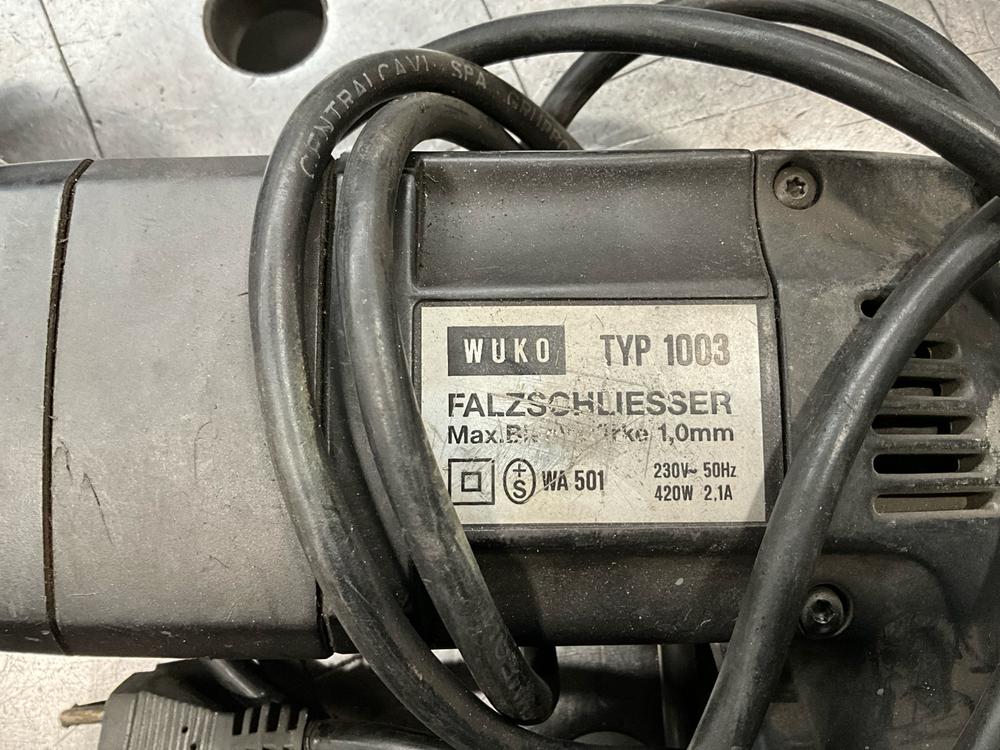 CENTRALCAVI SPA
WUKO TYP 1003
FALZSCHLIESSER
Max. 1,0mm
S WA 501
230V~ 50Hz
420W 2,1A